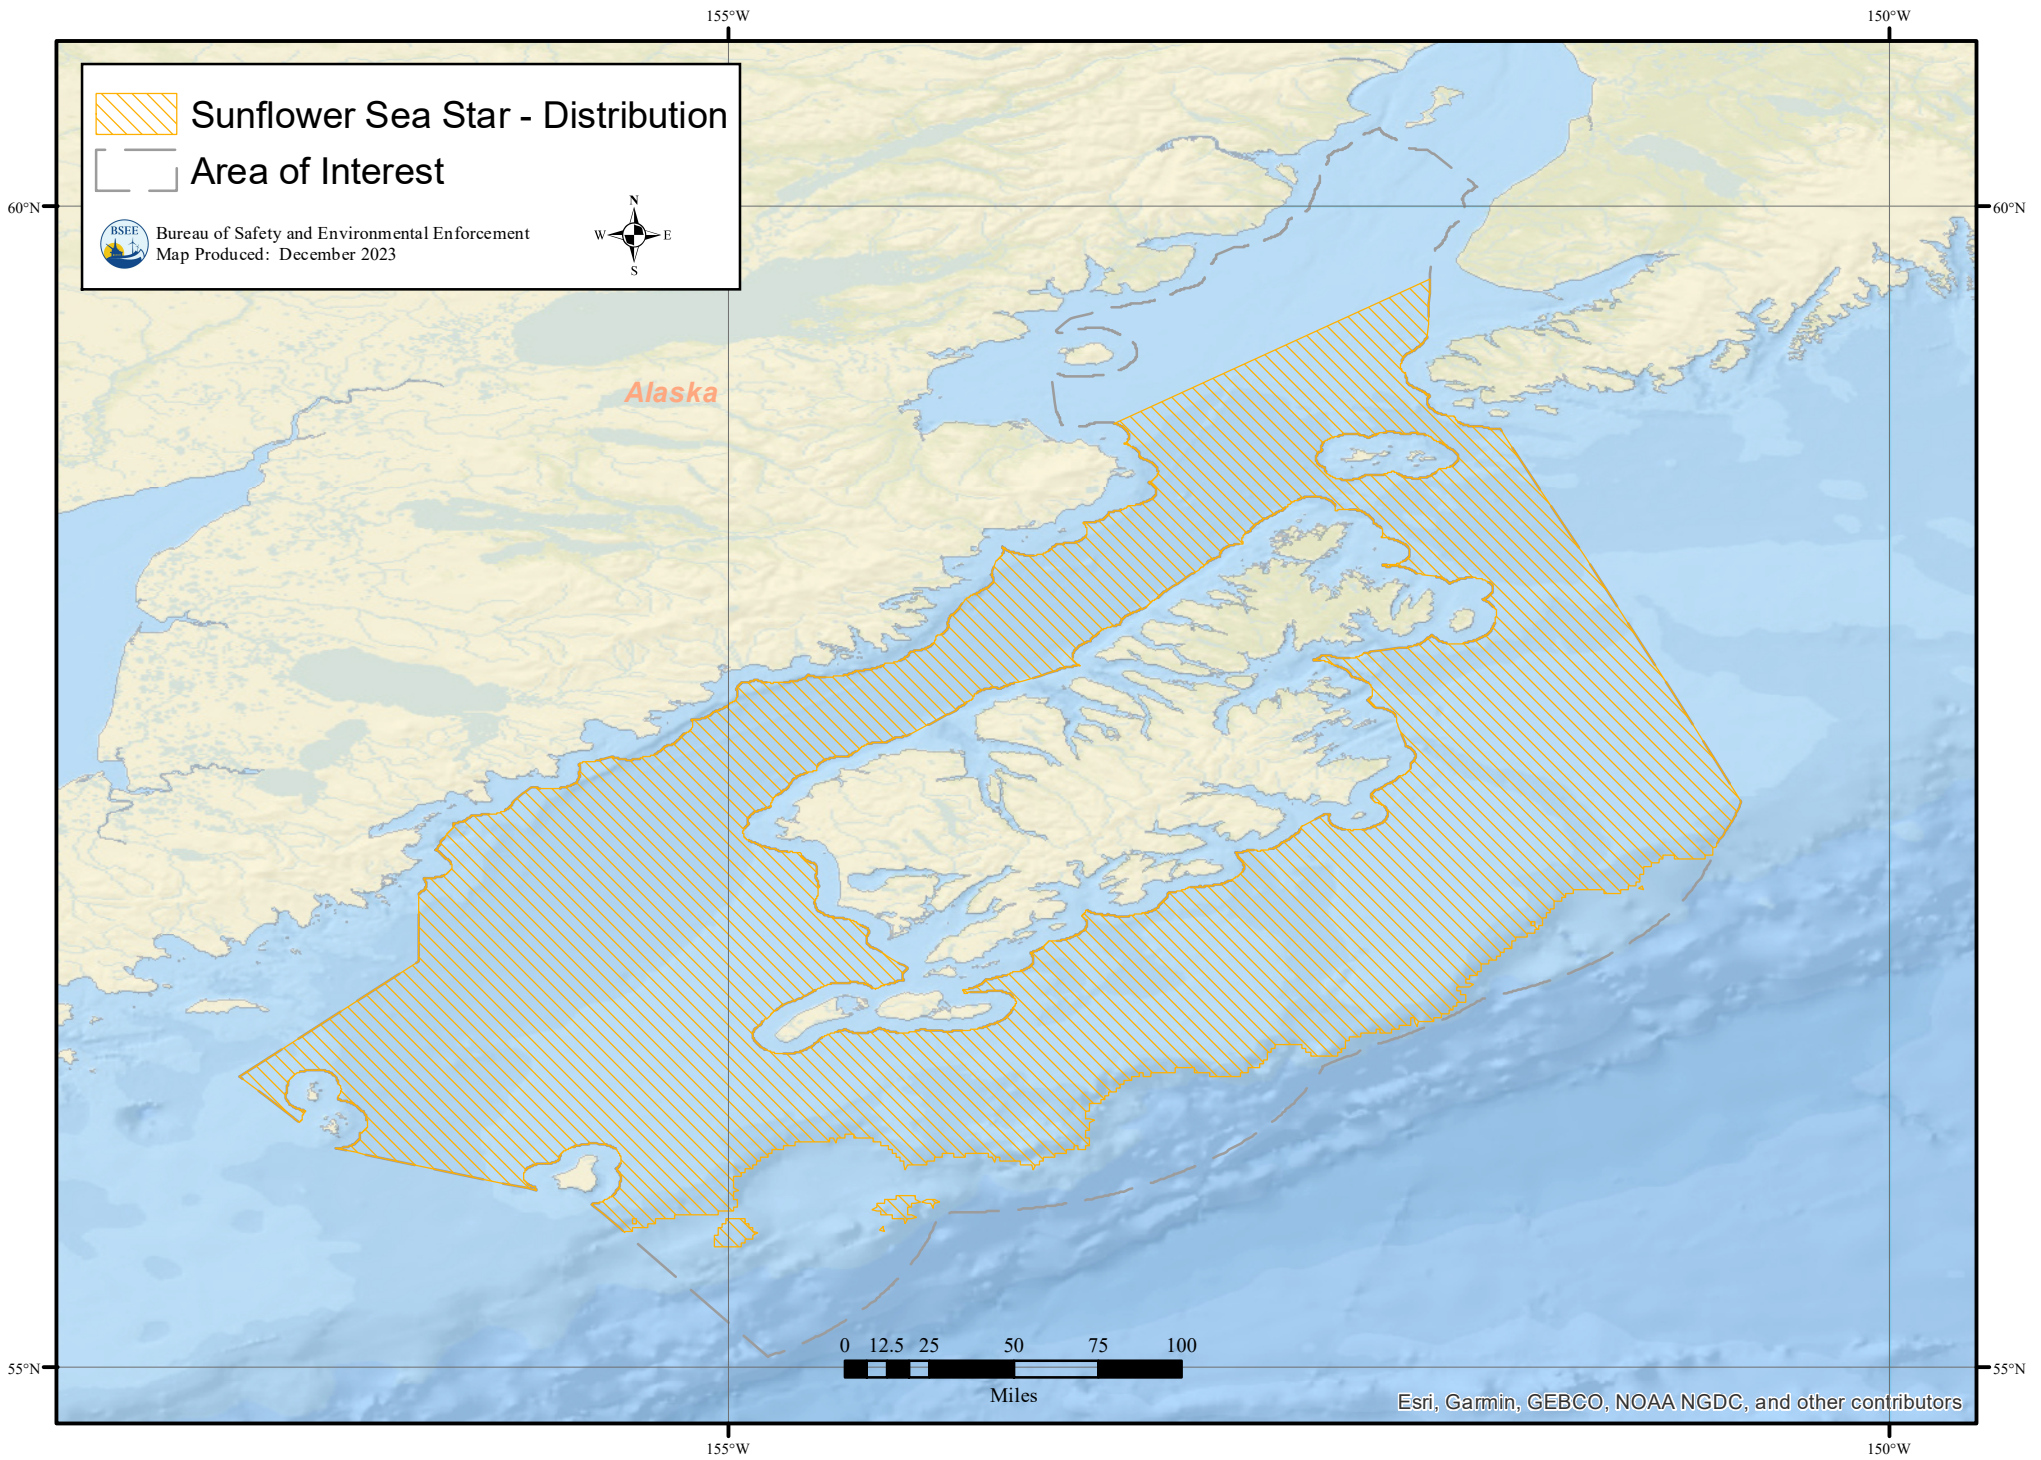 155°W 150°W
Sunflower Sea Star - Distribution
Area of Interest
60°N 60°N
N
W E
S
BSEE
Bureau of Safety and Environmental Enforcement
Map Produced: December 2023
Alaska
0 12.5 25 50 75 100
Miles
55°N 55°N
Esri, Garmin, GEBCO, NOAA NGDC, and other contributors
155°W 150°W